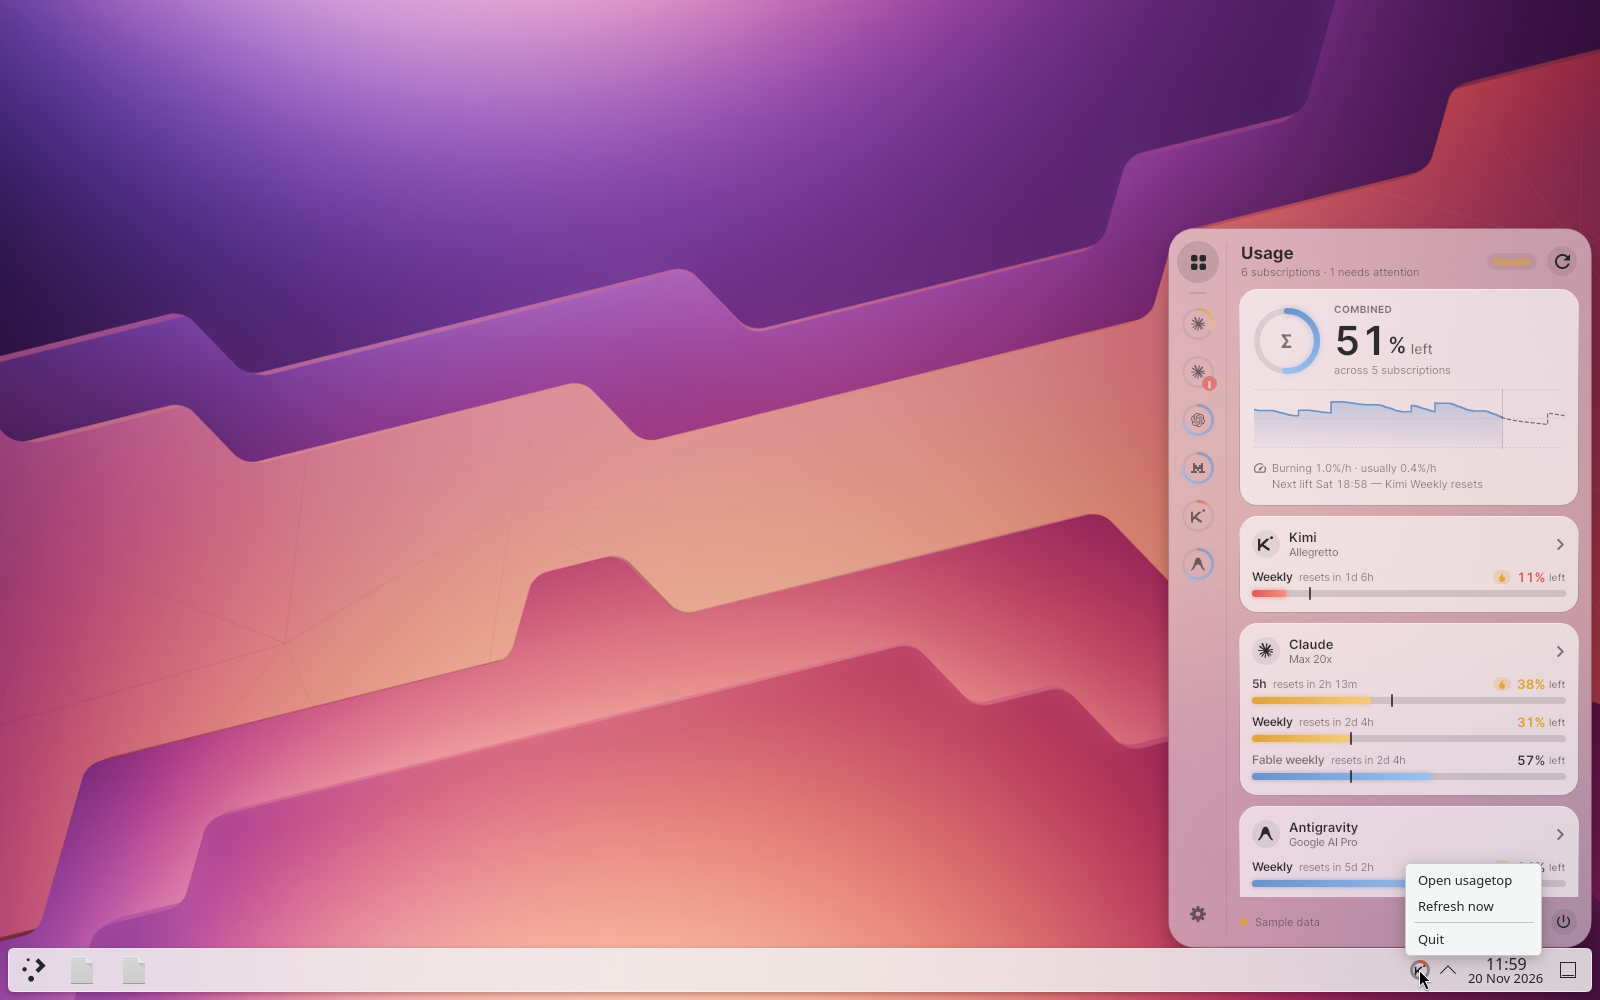 Usage
6 subscriptions · 1 needs attention
Sample
COMBINED
Σ
51% left
across 5 subscriptions
Burning 1.0%/h · usually 0.4%/h
Next lift Sat 18:58 — Kimi Weekly resets
Kimi
Allegretto
Weekly resets in 1d 6h 11% left
Claude
Max 20x
5h resets in 2h 13m 38% left
Weekly resets in 2d 4h 31% left
Fable weekly resets in 2d 4h 57% left
Antigravity
Google AI Pro
Weekly resets in 5d 2h % left
Sample data
Open usagetop
Refresh now
Quit
11:59
20 Nov 2026